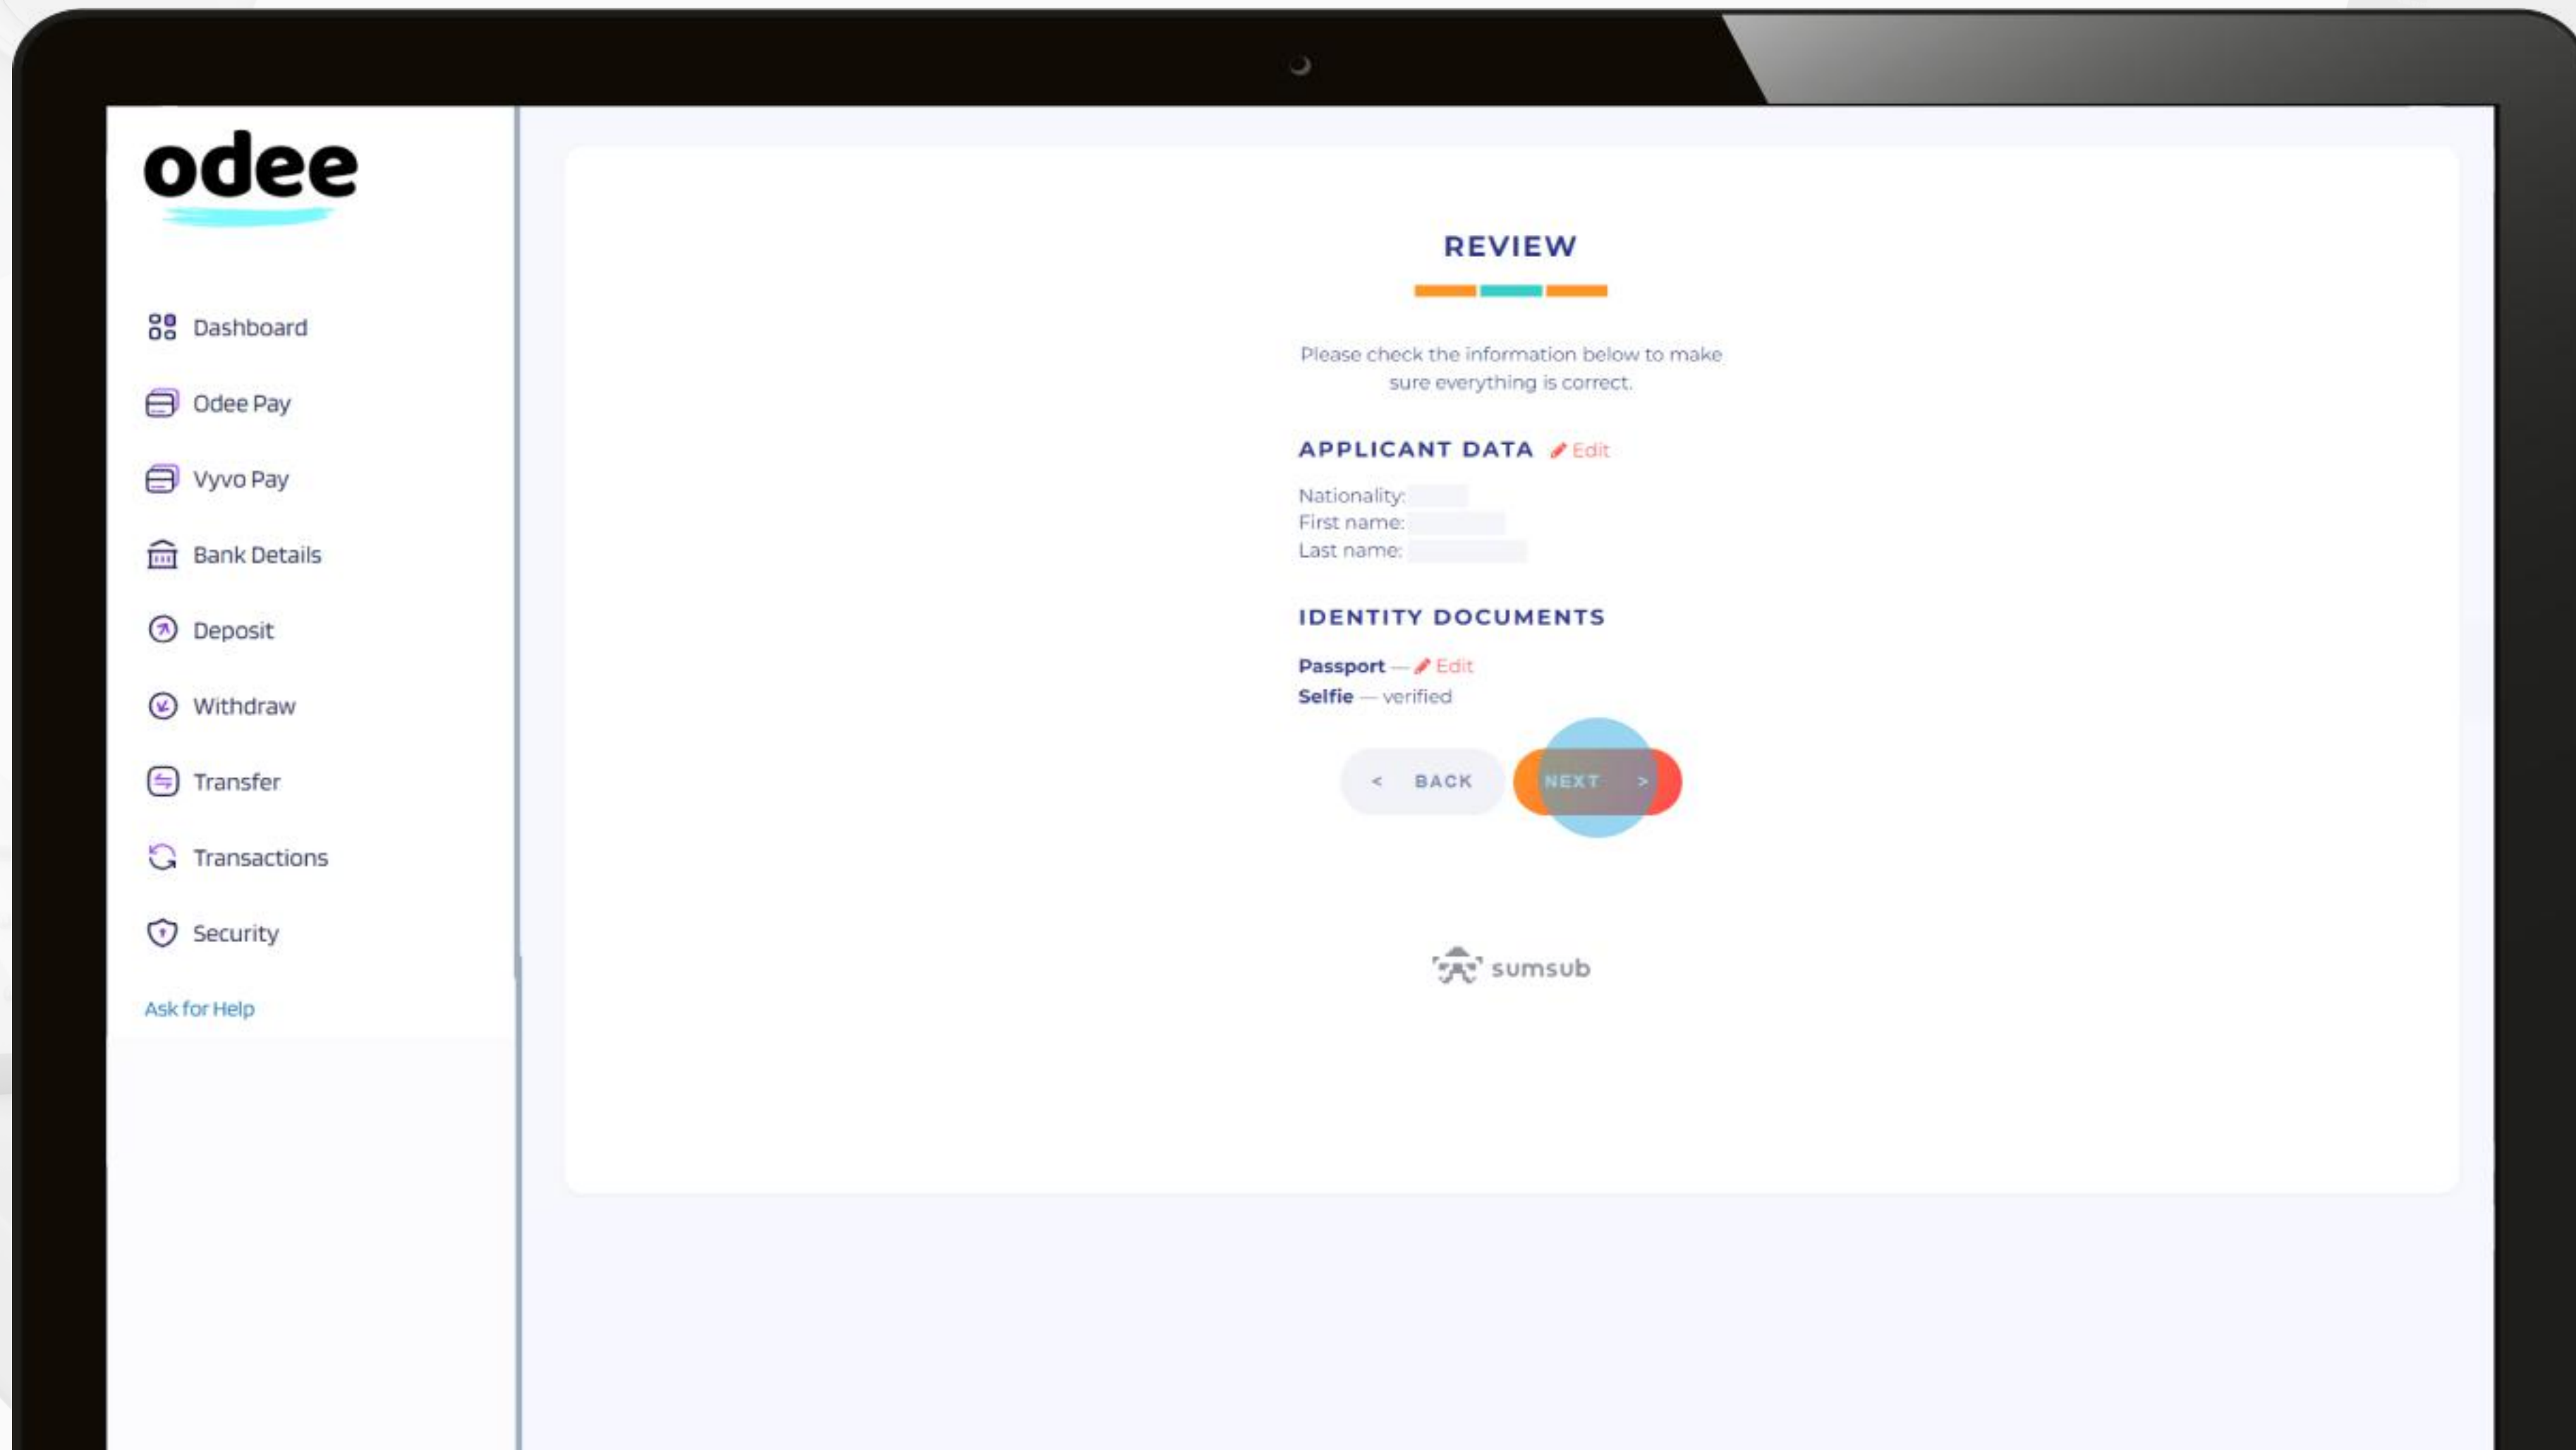 odee
Dashboard
Odee Pay
Vyvo Pay
Bank Details
Deposit
Withdraw
Transfer
Transactions
Security
Ask for Help
REVIEW
Please check the information below to make
sure everything is correct.
APPLICANT DATA Edit
Nationality:
First name:
Last name:
IDENTITY DOCUMENTS
Passport — Edit
Selfie — verified
< BACK
NEXT >
sumsub